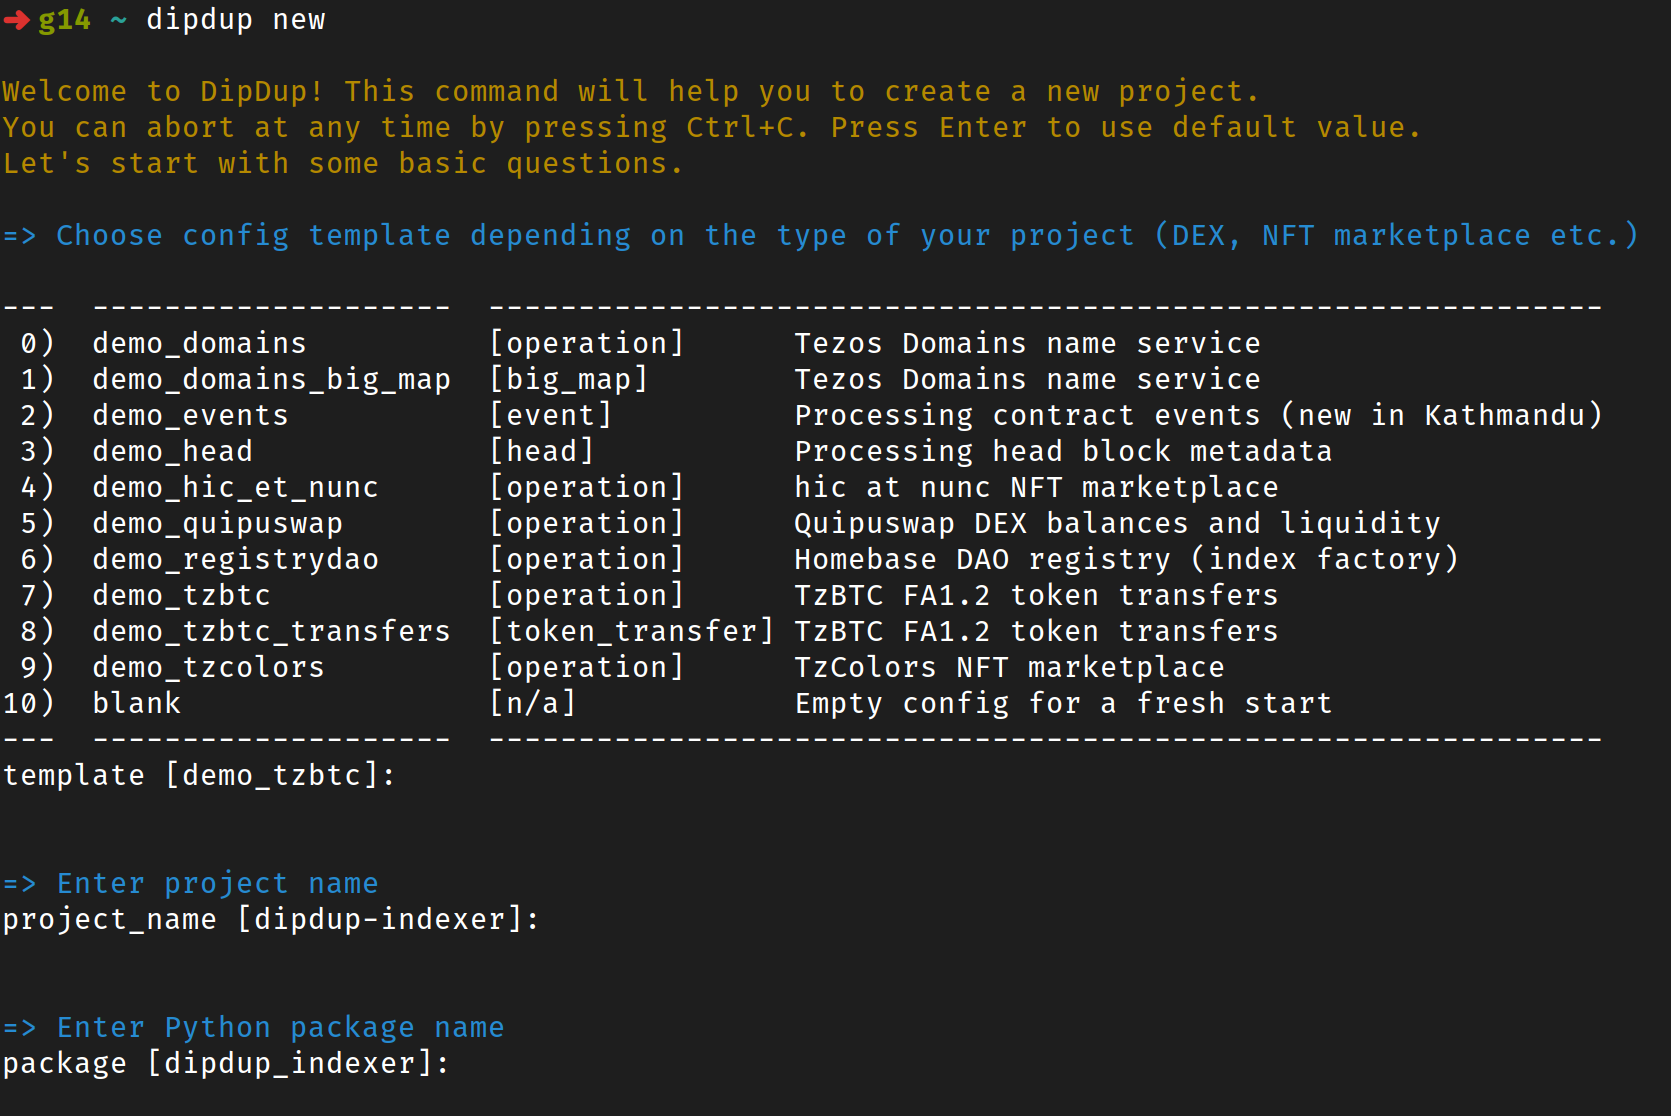 ➜ g14 ~ dipdup new
Welcome to DipDup! This command will help you to create a new project.
You can abort at any time by pressing Ctrl+C. Press Enter to use default value.
Let's start with some basic questions.
=> Choose config template depending on the type of your project (DEX, NFT marketplace etc.)
---  --------------------  --------------------------------------------------------------
0)  demo_domains          [operation]      Tezos Domains name service
1)  demo_domains_big_map  [big_map]        Tezos Domains name service
2)  demo_events           [event]          Processing contract events (new in Kathmandu)
3)  demo_head             [head]           Processing head block metadata
4)  demo_hic_et_nunc      [operation]      hic at nunc NFT marketplace
5)  demo_quipuswap        [operation]      Quipuswap DEX balances and liquidity
6)  demo_registrydao      [operation]      Homebase DAO registry (index factory)
7)  demo_tzbtc            [operation]      TzBTC FA1.2 token transfers
8)  demo_tzbtc_transfers  [token_transfer] TzBTC FA1.2 token transfers
9)  demo_tzcolors         [operation]      TzColors NFT marketplace
10)  blank                 [n/a]            Empty config for a fresh start
---  --------------------  --------------------------------------------------------------
template [demo_tzbtc]:
=> Enter project name
project_name [dipdup-indexer]:
=> Enter Python package name
package [dipdup_indexer]: